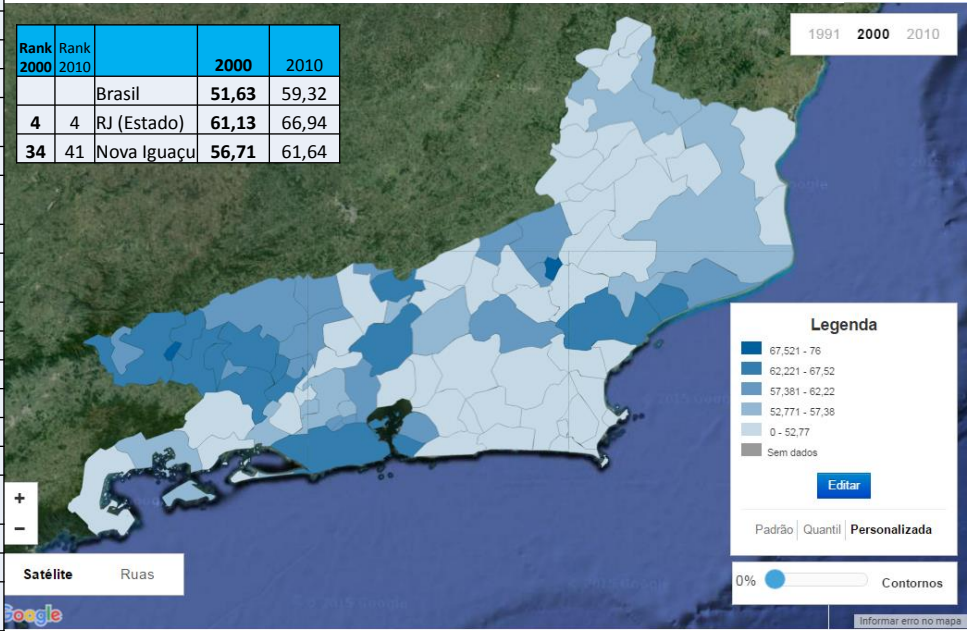 Rank 2000 Rank 2010 2000 2010
Brasil 51,63 59,32
4 4 RJ (Estado) 61,13 66,94
34 41 Nova Iguaçu 56,71 61,64
1991 2000 2010
Legenda
67,521 - 76
62,221 - 67,52
57,381 - 62,22
52,771 - 57,38
0 - 52,77
Sem dados
Editar
Padrão Quantil Personalizada
+
−
Satélite Ruas
0% Contornos
Google
Informar erro no mapa